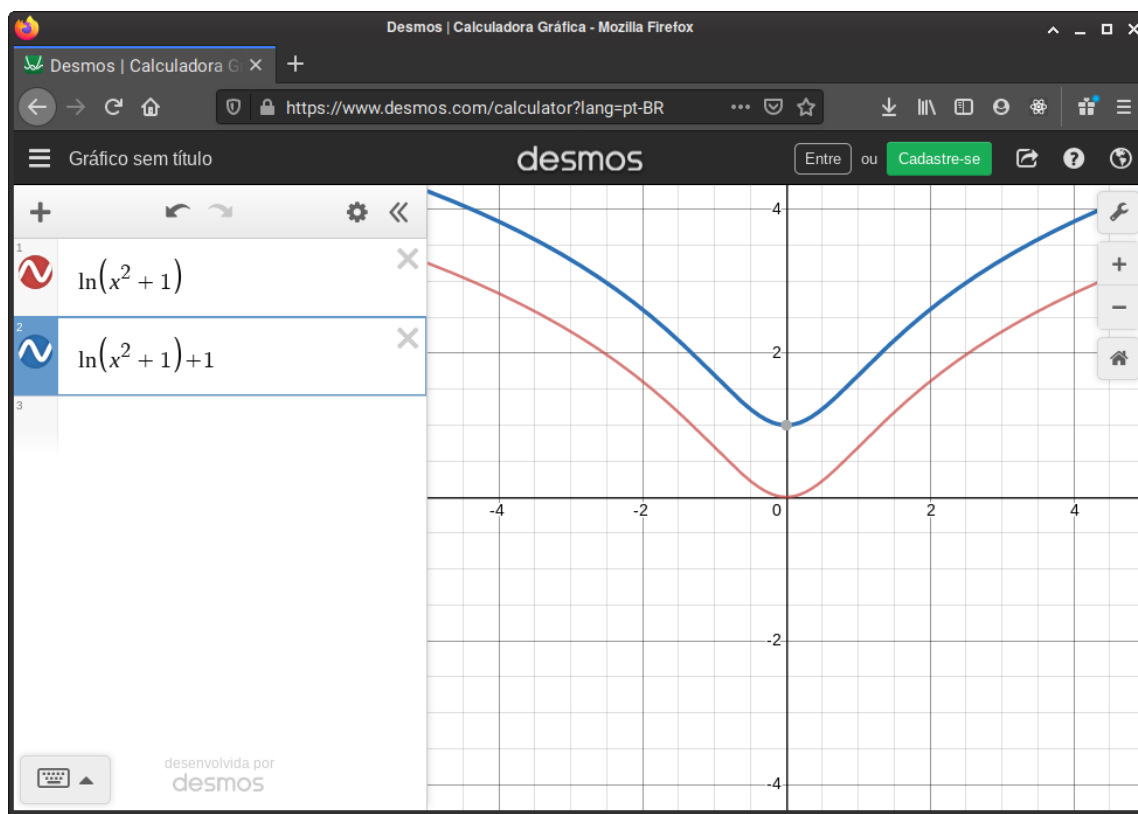 Desmos | Calculadora Gráfica - Mozilla Firefox
Desmos | Calculadora G
https://www.desmos.com/calculator?lang=pt-BR
Gráfico sem título
desmos
Entre ou Cadastre-se
1
ln(x² + 1)
2
ln(x² + 1)+1
3
4
2
-4 -2 0 2 4
-2
-4
desenvolvida por
desmos